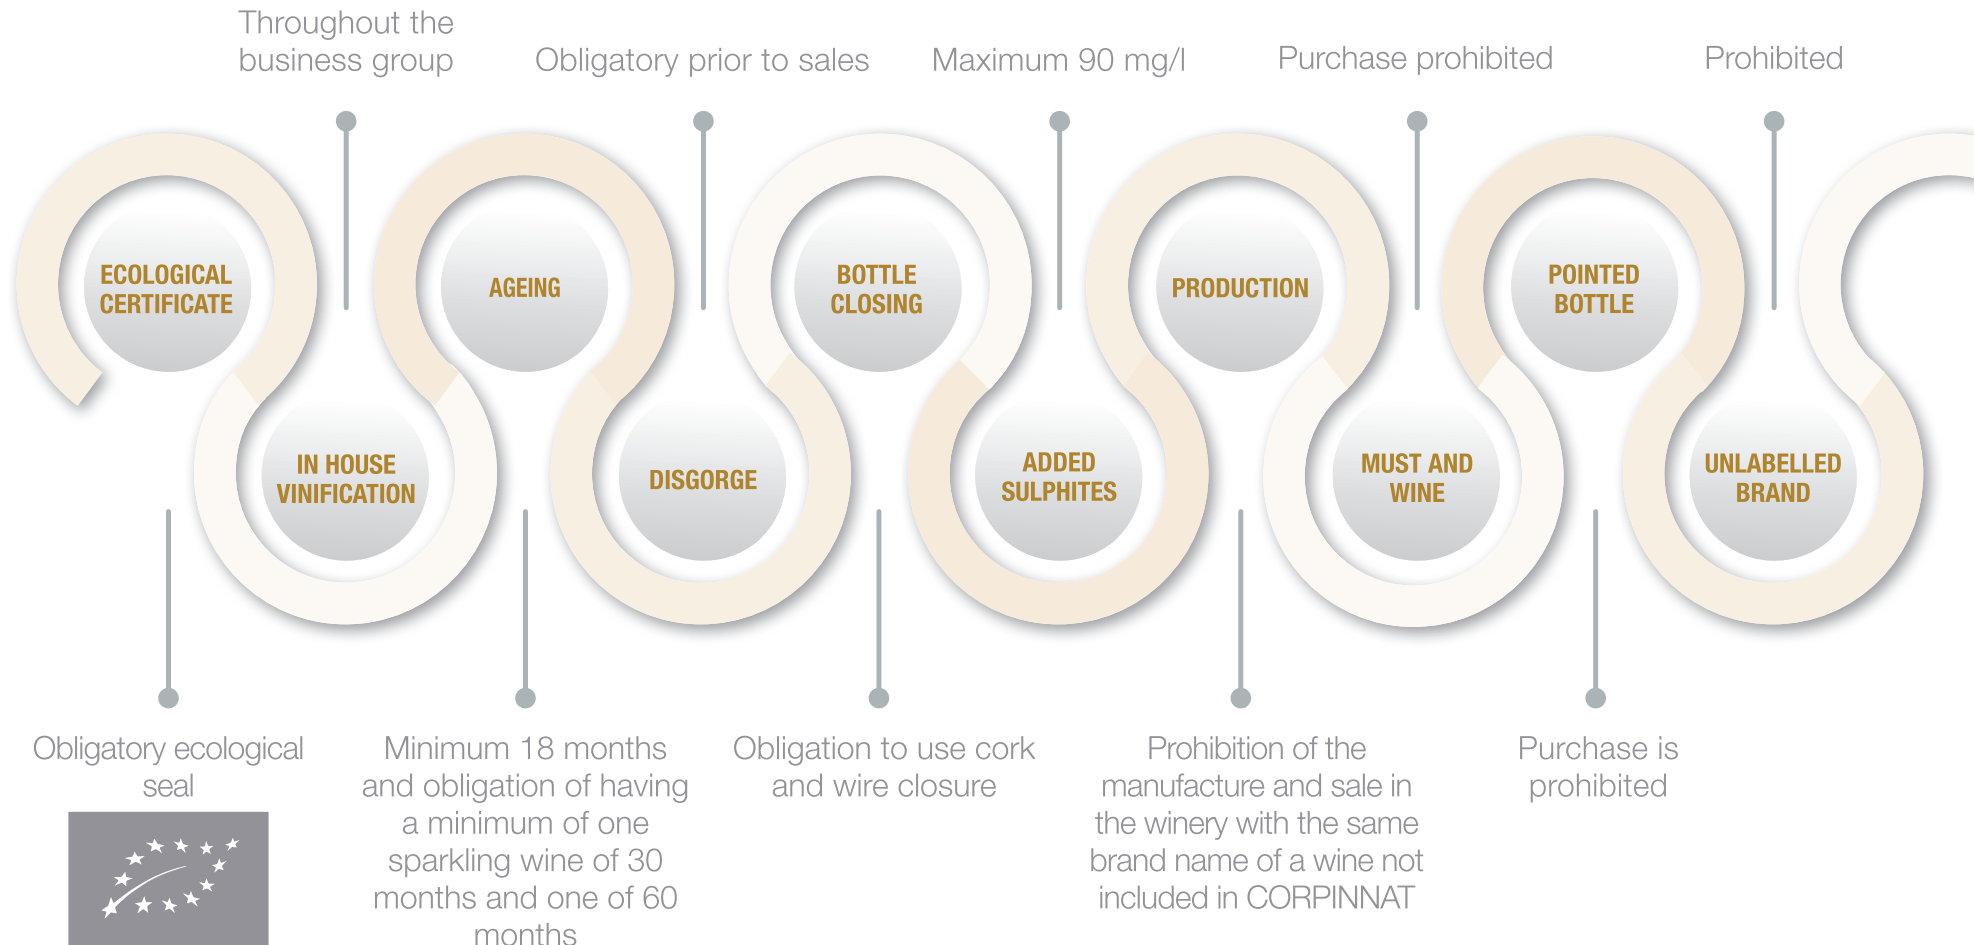 Throughout the
business group
Obligatory prior to sales
Maximum 90 mg/l
Purchase prohibited
Prohibited
ECOLOGICAL
CERTIFICATE
AGEING
BOTTLE
CLOSING
PRODUCTION
POINTED
BOTTLE
IN HOUSE
VINIFICATION
DISGORGE
ADDED
SULPHITES
MUST AND
WINE
UNLABELLED
BRAND
Obligatory ecological
seal
Minimum 18 months
and obligation of having
a minimum of one
sparkling wine of 30
months and one of 60
months
Obligation to use cork
and wire closure
Prohibition of the
manufacture and sale in
the winery with the same
brand name of a wine not
included in CORPINNAT
Purchase is
prohibited